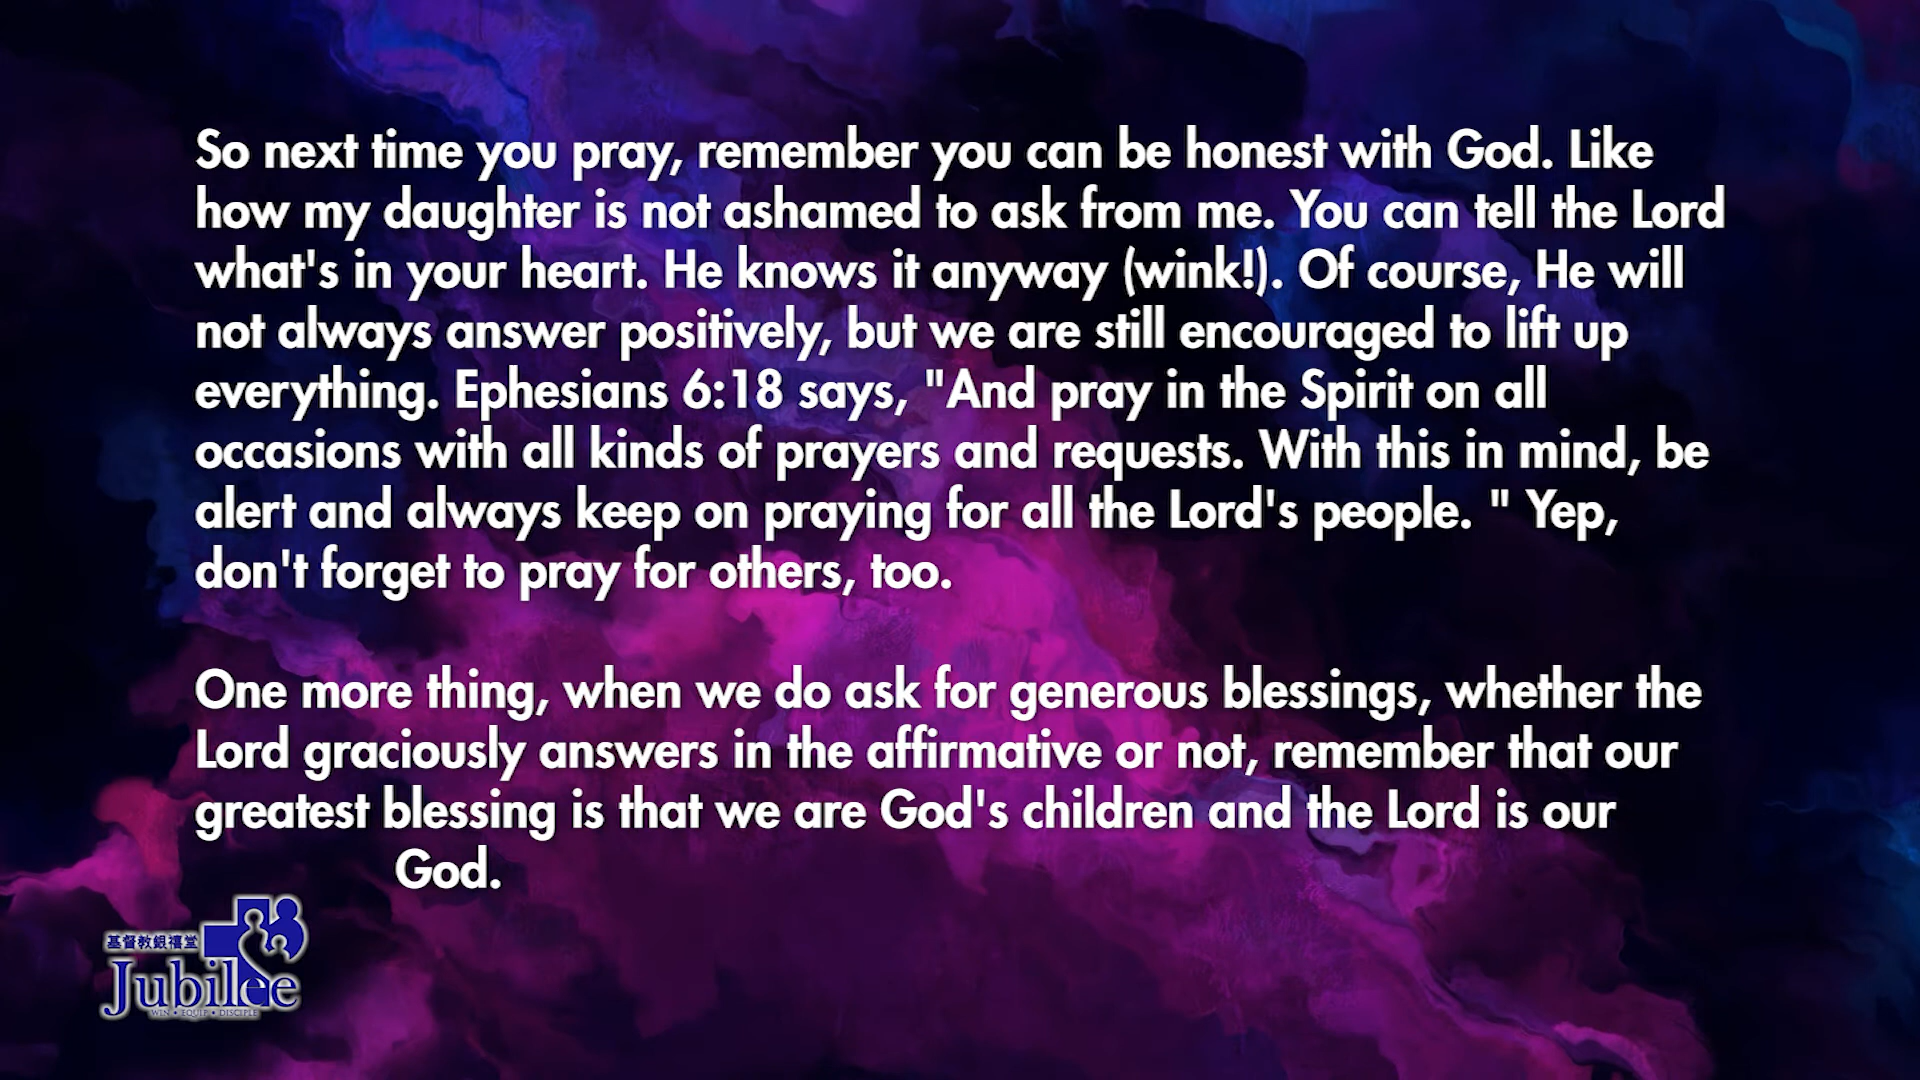 So next time you pray, remember you can be honest with God. Like
how my daughter is not ashamed to ask from me. You can tell the Lord
what's in your heart. He knows it anyway (wink!). Of course, He will
not always answer positively, but we are still encouraged to lift up
everything. Ephesians 6:18 says, "And pray in the Spirit on all
occasions with all kinds of prayers and requests. With this in mind, be
alert and always keep on praying for all the Lord's people. " Yep,
don't forget to pray for others, too.
One more thing, when we do ask for generous blessings, whether the
Lord graciously answers in the affirmative or not, remember that our
greatest blessing is that we are God's children and the Lord is our
God.
基督教銀禧堂
Jubilee
WIN • EQUIP • DISCIPLE